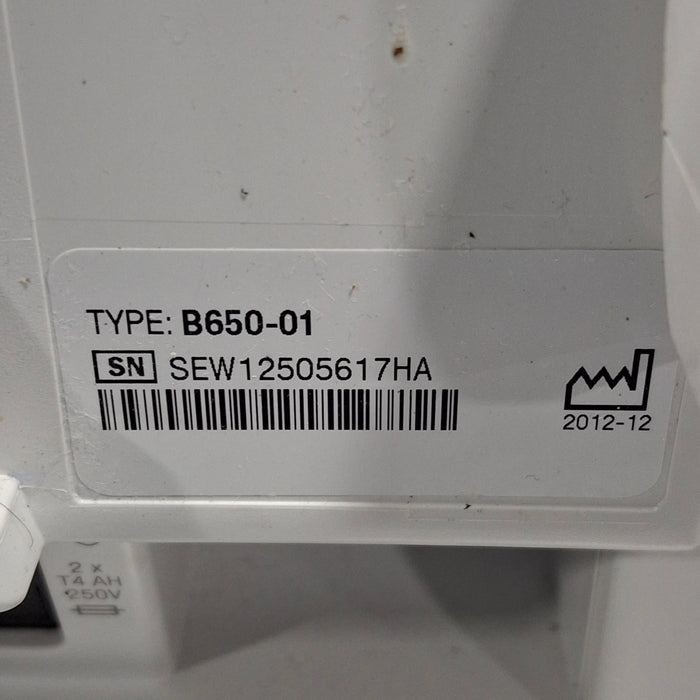 TYPE: B650-01
SN SEW12505617HA
2012-12
2 x
T4 AH
250V